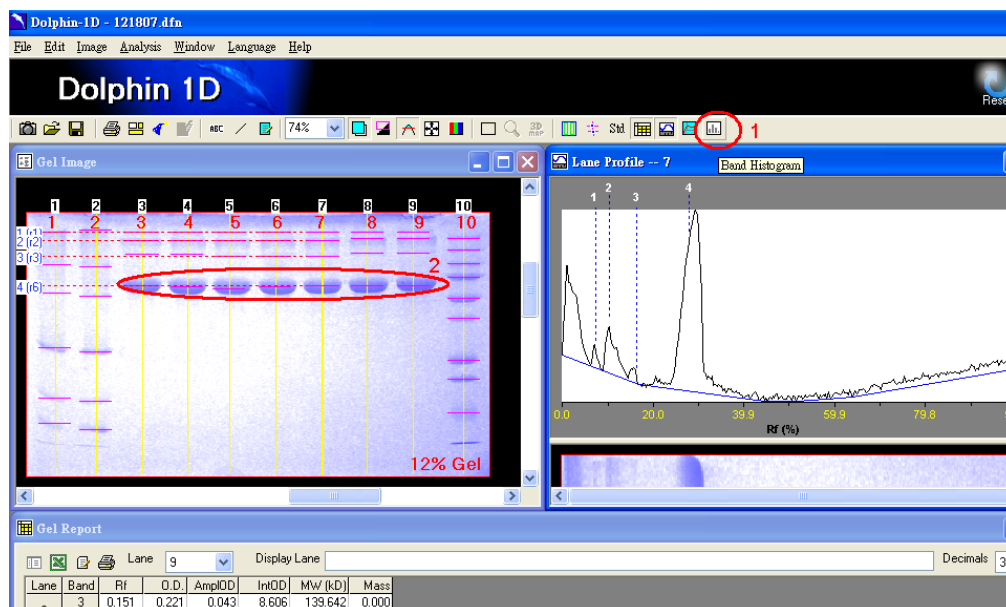 Dolphin-1D - 121807.dfn
File Edit Image Analysis Window Language Help
Dolphin 1D
Rese
ABC 74% 3D map Std. 1
Gel Image
Lane Profile -- 7
Band Histogram
1 2 3 4 5 6 7 8 9 10
1 2 3 4 5 6 7 8 9 10
1 (r1)
2 (r2)
3 (r3)
2
4 (r6)
12% Gel
1 2 3 4
0.0 20.0 39.9 59.9 79.8
Rf (%)
Gel Report
Lane 9 Display Lane Decimals 3
Lane Band Rf O.D. AmplOD IntOD MW (kD) Mass
3 0.151 0.221 0.043 8.606 139.642 0.000